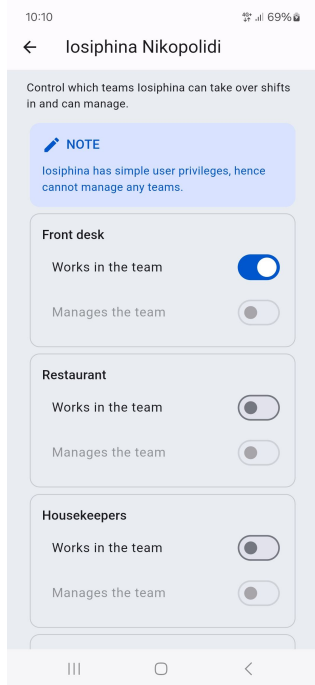 10:10
69%
Iosiphina Nikopolidi
Control which teams Iosiphina can take over shifts
in and can manage.
NOTE
Iosiphina has simple user privileges, hence
cannot manage any teams.
Front desk
Works in the team
Manages the team
Restaurant
Works in the team
Manages the team
Housekeepers
Works in the team
Manages the team